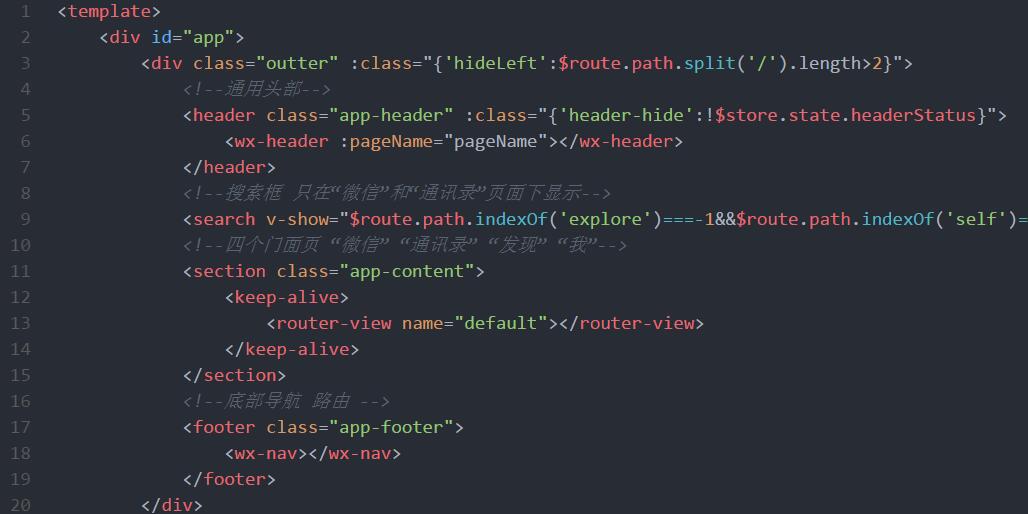 1 <template>
2 <div id="app">
3 <div class="outter" :class="{'hideLeft':$route.path.split('/').length>2}">
4 <!--通用头部-->
5 <header class="app-header" :class="{'header-hide':!$store.state.headerStatus}">
6 <wx-header :pageName="pageName"></wx-header>
7 </header>
8 <!--搜索框 只在“微信”和“通讯录”页面下显示-->
9 <search v-show="$route.path.indexOf('explore')===-1&&$route.path.indexOf('self')=
10 <!--四个门面页 “微信” “通讯录” “发现” “我”-->
11 <section class="app-content">
12 <keep-alive>
13 <router-view name="default"></router-view>
14 </keep-alive>
15 </section>
16 <!--底部导航 路由 -->
17 <footer class="app-footer">
18 <wx-nav></wx-nav>
19 </footer>
20 </div>